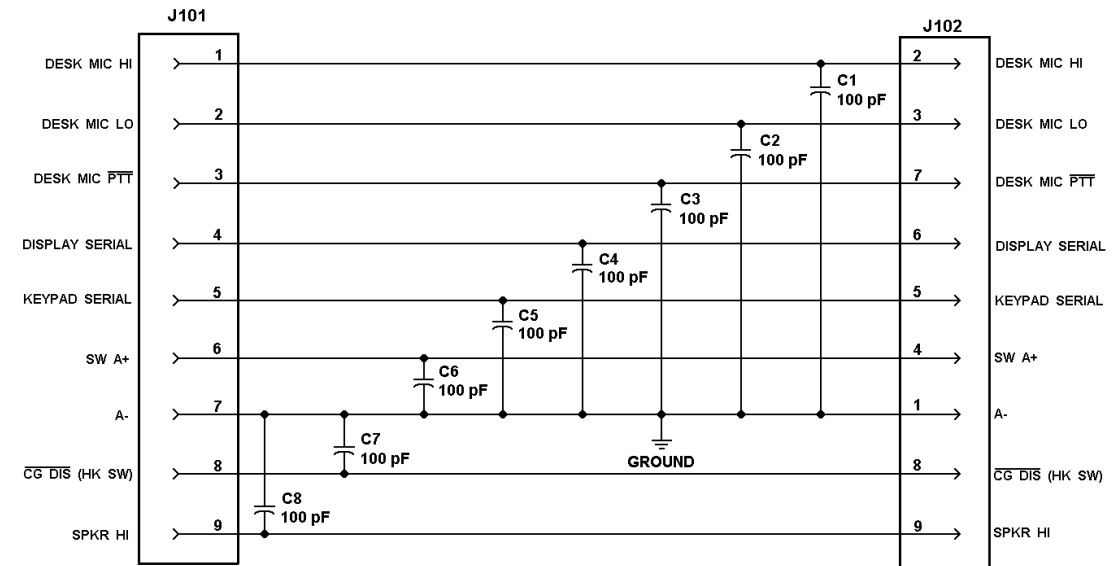 J101
J102
DESK MIC HI 1 2 DESK MIC HI
C1
100 pF
DESK MIC LO 2 3 DESK MIC LO
C2
100 pF
DESK MIC PTT 3 7 DESK MIC PTT
C3
100 pF
DISPLAY SERIAL 4 6 DISPLAY SERIAL
C4
100 pF
KEYPAD SERIAL 5 5 KEYPAD SERIAL
C5
100 pF
SW A+ 6 4 SW A+
C6
100 pF
A- 7 1 A-
C7
100 pF
GROUND
CG DIS (HK SW) 8 8 CG DIS (HK SW)
C8
100 pF
SPKR HI 9 9 SPKR HI